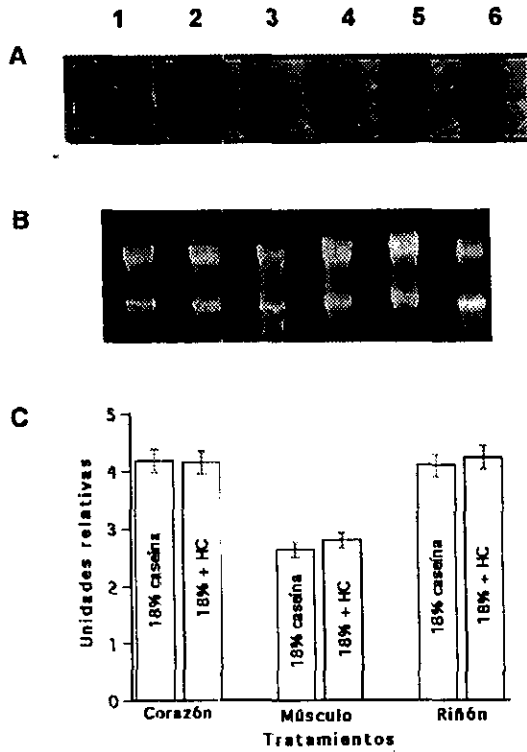 1 2 3 4 5 6
A
B
C
Unidades relativas
5
4
3
2
1
0
18% caseína
18% + HC
18% caseína
18% + HC
18% caseína
18% + HC
Corazón Músculo Riñón
Tratamientos